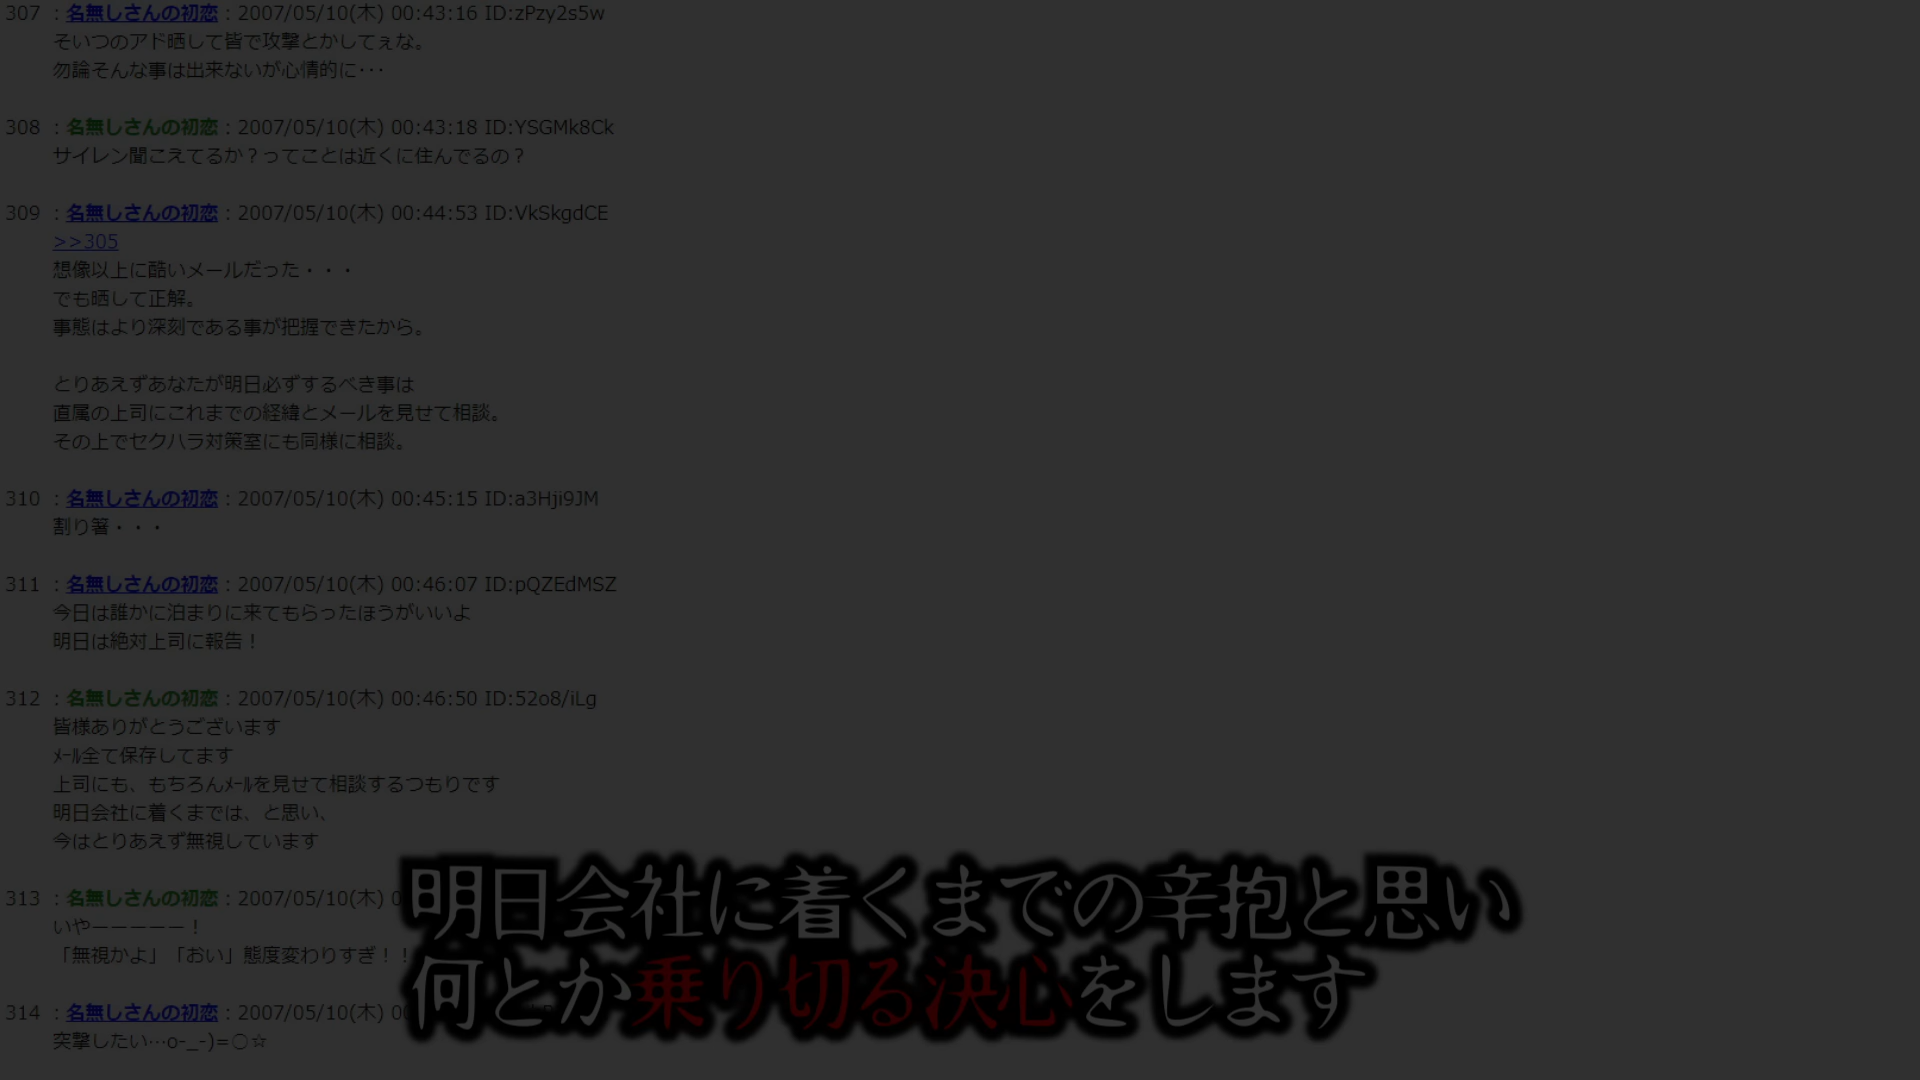 307 ：名無しさんの初恋：2007/05/10(木) 00:43:16 ID:zPzy2s5w
そいつのアド晒して皆で攻撃とかしてぇな。
勿論そんな事は出来ないが心情的に･･･
308 ：名無しさんの初恋：2007/05/10(木) 00:43:18 ID:YSGMk8Ck
サイレン聞こえてるか？ってことは近くに住んでるの？
309 ：名無しさんの初恋：2007/05/10(木) 00:44:53 ID:VkSkgdCE
>>305
想像以上に酷いメールだった・・・
でも晒して正解。
事態はより深刻である事が把握できたから。
とりあえずあなたが明日必ずするべき事は
直属の上司にこれまでの経緯とメールを見せて相談。
その上でセクハラ対策室にも同様に相談。
310 ：名無しさんの初恋：2007/05/10(木) 00:45:15 ID:a3Hji9JM
割り箸・・・
311 ：名無しさんの初恋：2007/05/10(木) 00:46:07 ID:pQZEdMSZ
今日は誰かに泊まりに来てもらったほうがいいよ
明日は絶対上司に報告！
312 ：名無しさんの初恋：2007/05/10(木) 00:46:50 ID:52o8/iLg
皆様ありがとうございます
ﾒｰﾙ全て保存してます
上司にも、もちろんﾒｰﾙを見せて相談するつもりです
明日会社に着くまでは、と思い、
今はとりあえず無視しています
313 ：名無しさんの初恋：2007/05/10(木) 0
いやーーーーー！
「無視かよ」「おい」態度変わりすぎ！！
314 ：名無しさんの初恋：2007/05/10(木) 00
突撃したい…o-_-)=○☆
明日会社に着くまでの辛抱と思い
何とか乗り切る決心をします